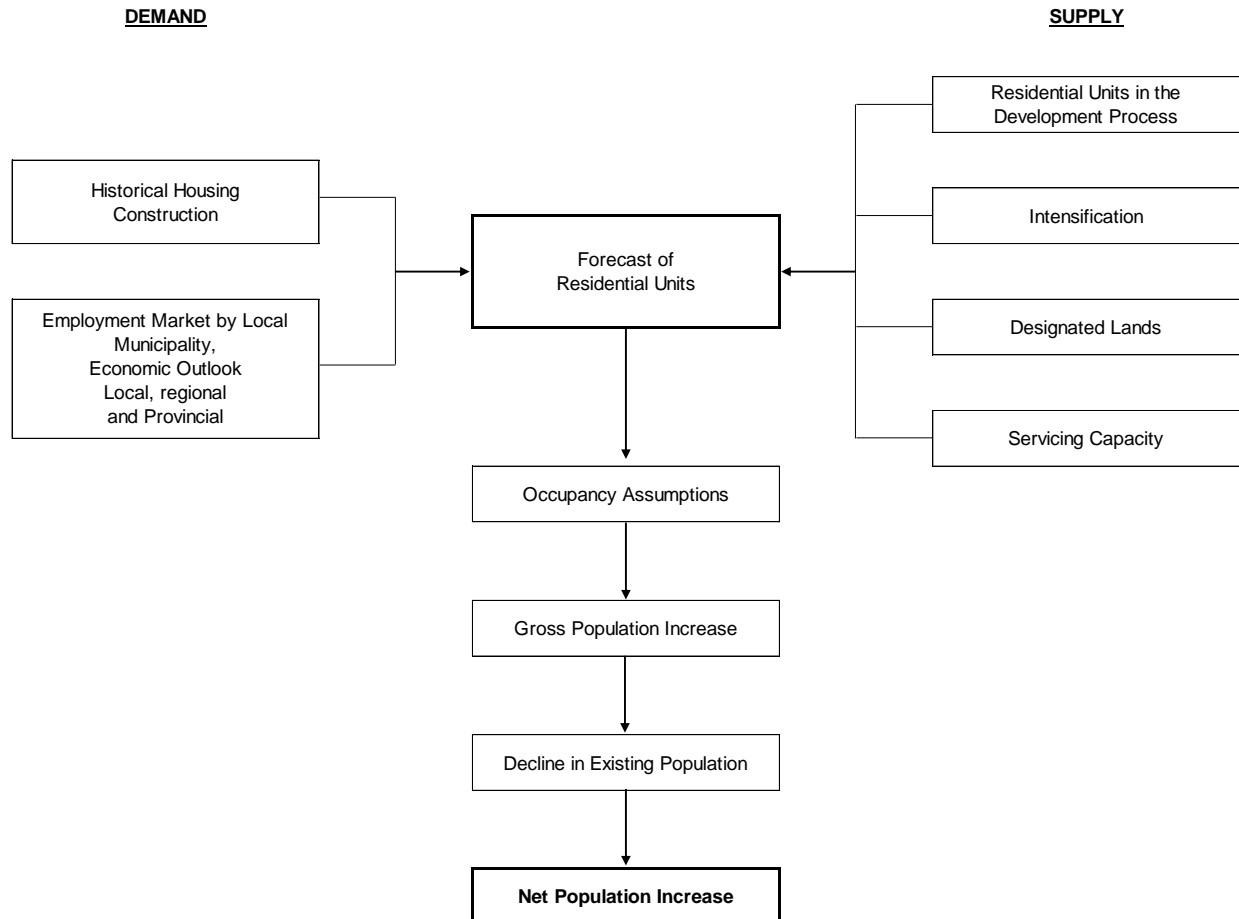 DEMAND
SUPPLY
Residential Units in the
Development Process
Historical Housing
Construction
Intensification
Forecast of
Residential Units
Employment Market by Local
Municipality,
Economic Outlook
Local, regional
and Provincial
Designated Lands
Servicing Capacity
Occupancy Assumptions
Gross Population Increase
Decline in Existing Population
Net Population Increase